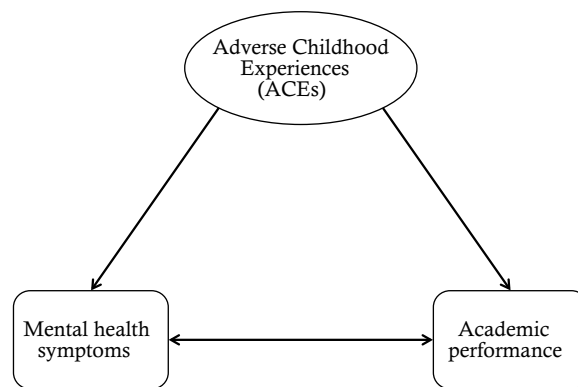 Adverse Childhood
Experiences
(ACEs)
Mental health
symptoms
Academic
performance